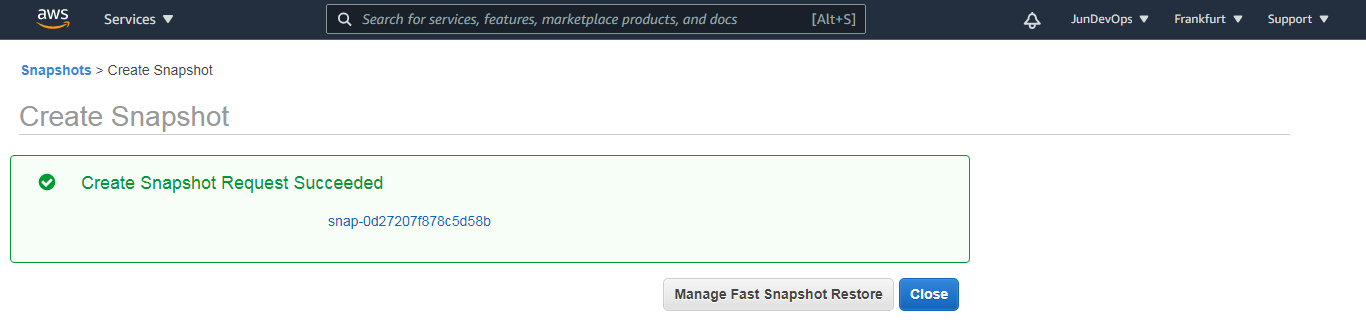 aws Services Search for services, features, marketplace products, and docs [Alt+S] JunDevOps Frankfurt Support
Snapshots > Create Snapshot
Create Snapshot
Create Snapshot Request Succeeded
snap-0d27207f878c5d58b
Manage Fast Snapshot Restore Close